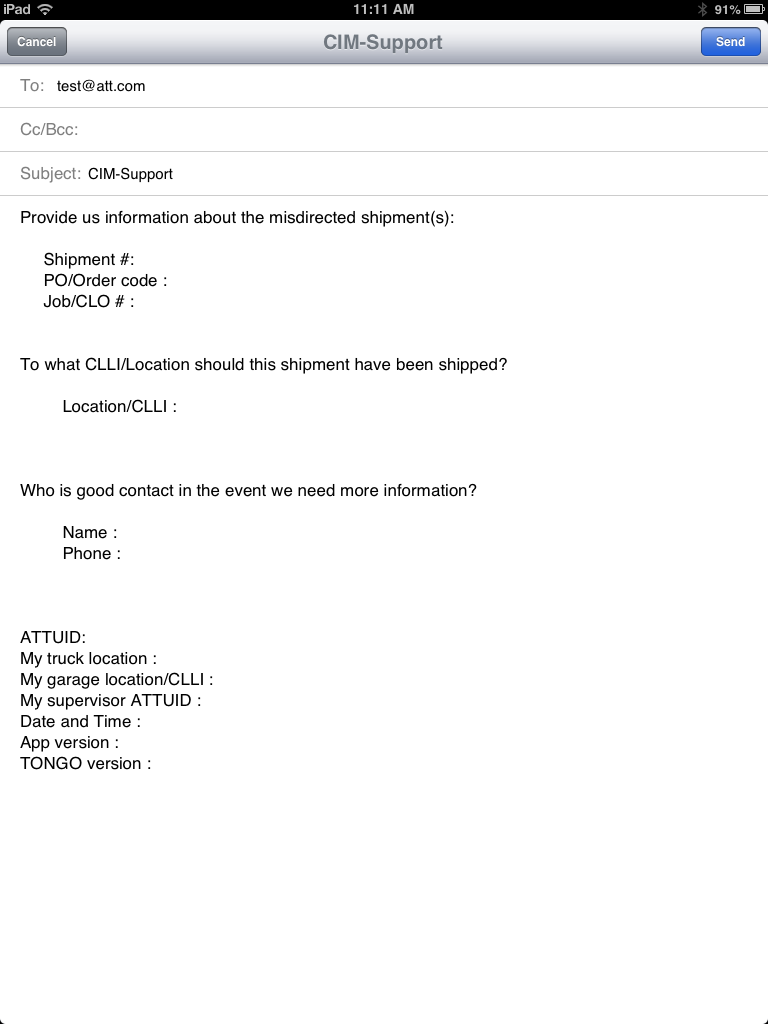 iPad 11:11 AM 91%
Cancel CIM-Support Send
To: test@att.com
Cc/Bcc:
Subject: CIM-Support
Provide us information about the misdirected shipment(s):
Shipment #:
PO/Order code :
Job/CLO # :
To what CLLI/Location should this shipment have been shipped?
Location/CLLI :
Who is good contact in the event we need more information?
Name :
Phone :
ATTUID:
My truck location :
My garage location/CLLI :
My supervisor ATTUID :
Date and Time :
App version :
TONGO version :